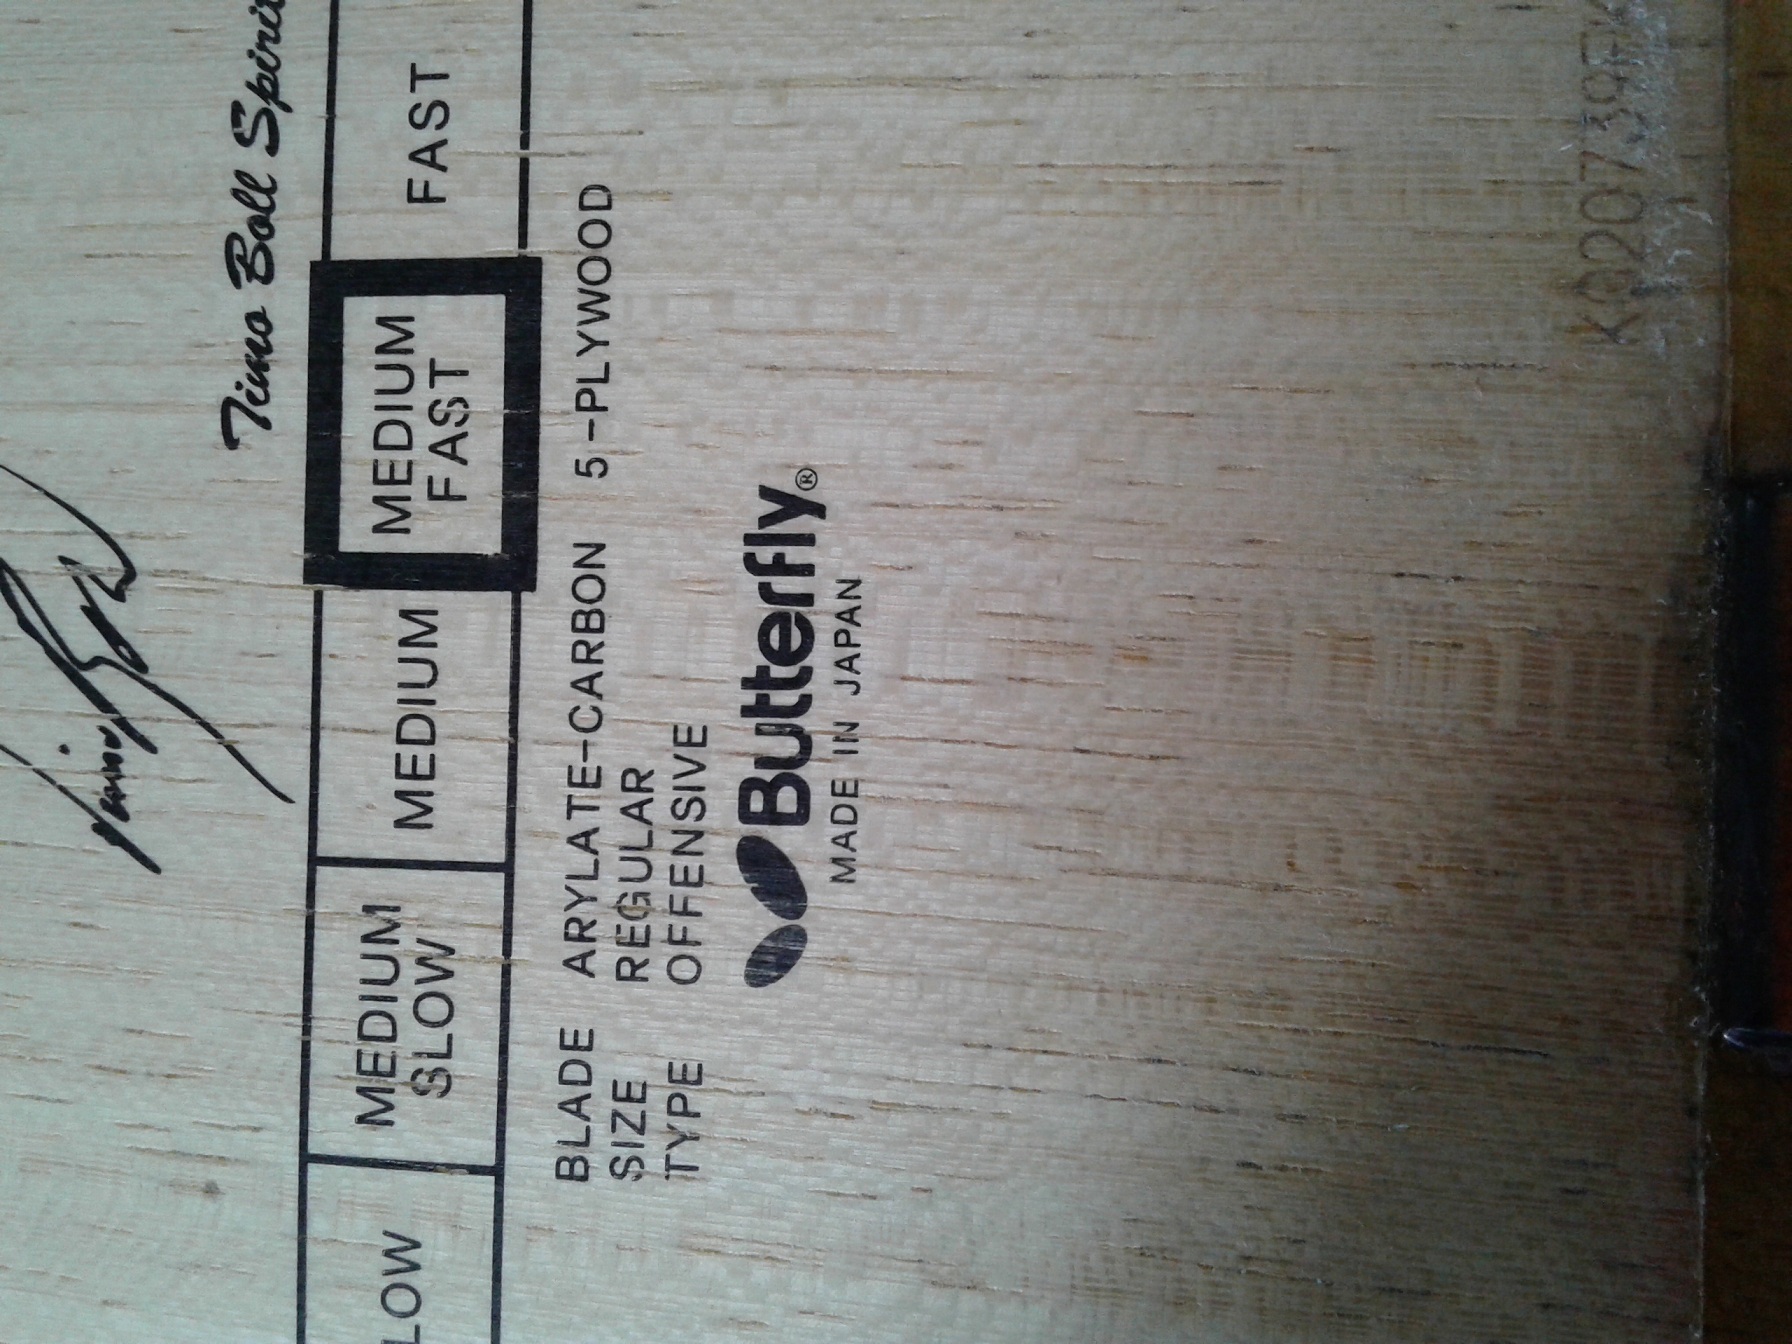 Timo Boll Spirit
LOW
MEDIUM SLOW
MEDIUM
MEDIUM FAST
FAST
BLADE ARYLATE-CARBON 5-PLYWOOD
SIZE REGULAR
TYPE OFFENSIVE
Butterfly®
MADE IN JAPAN